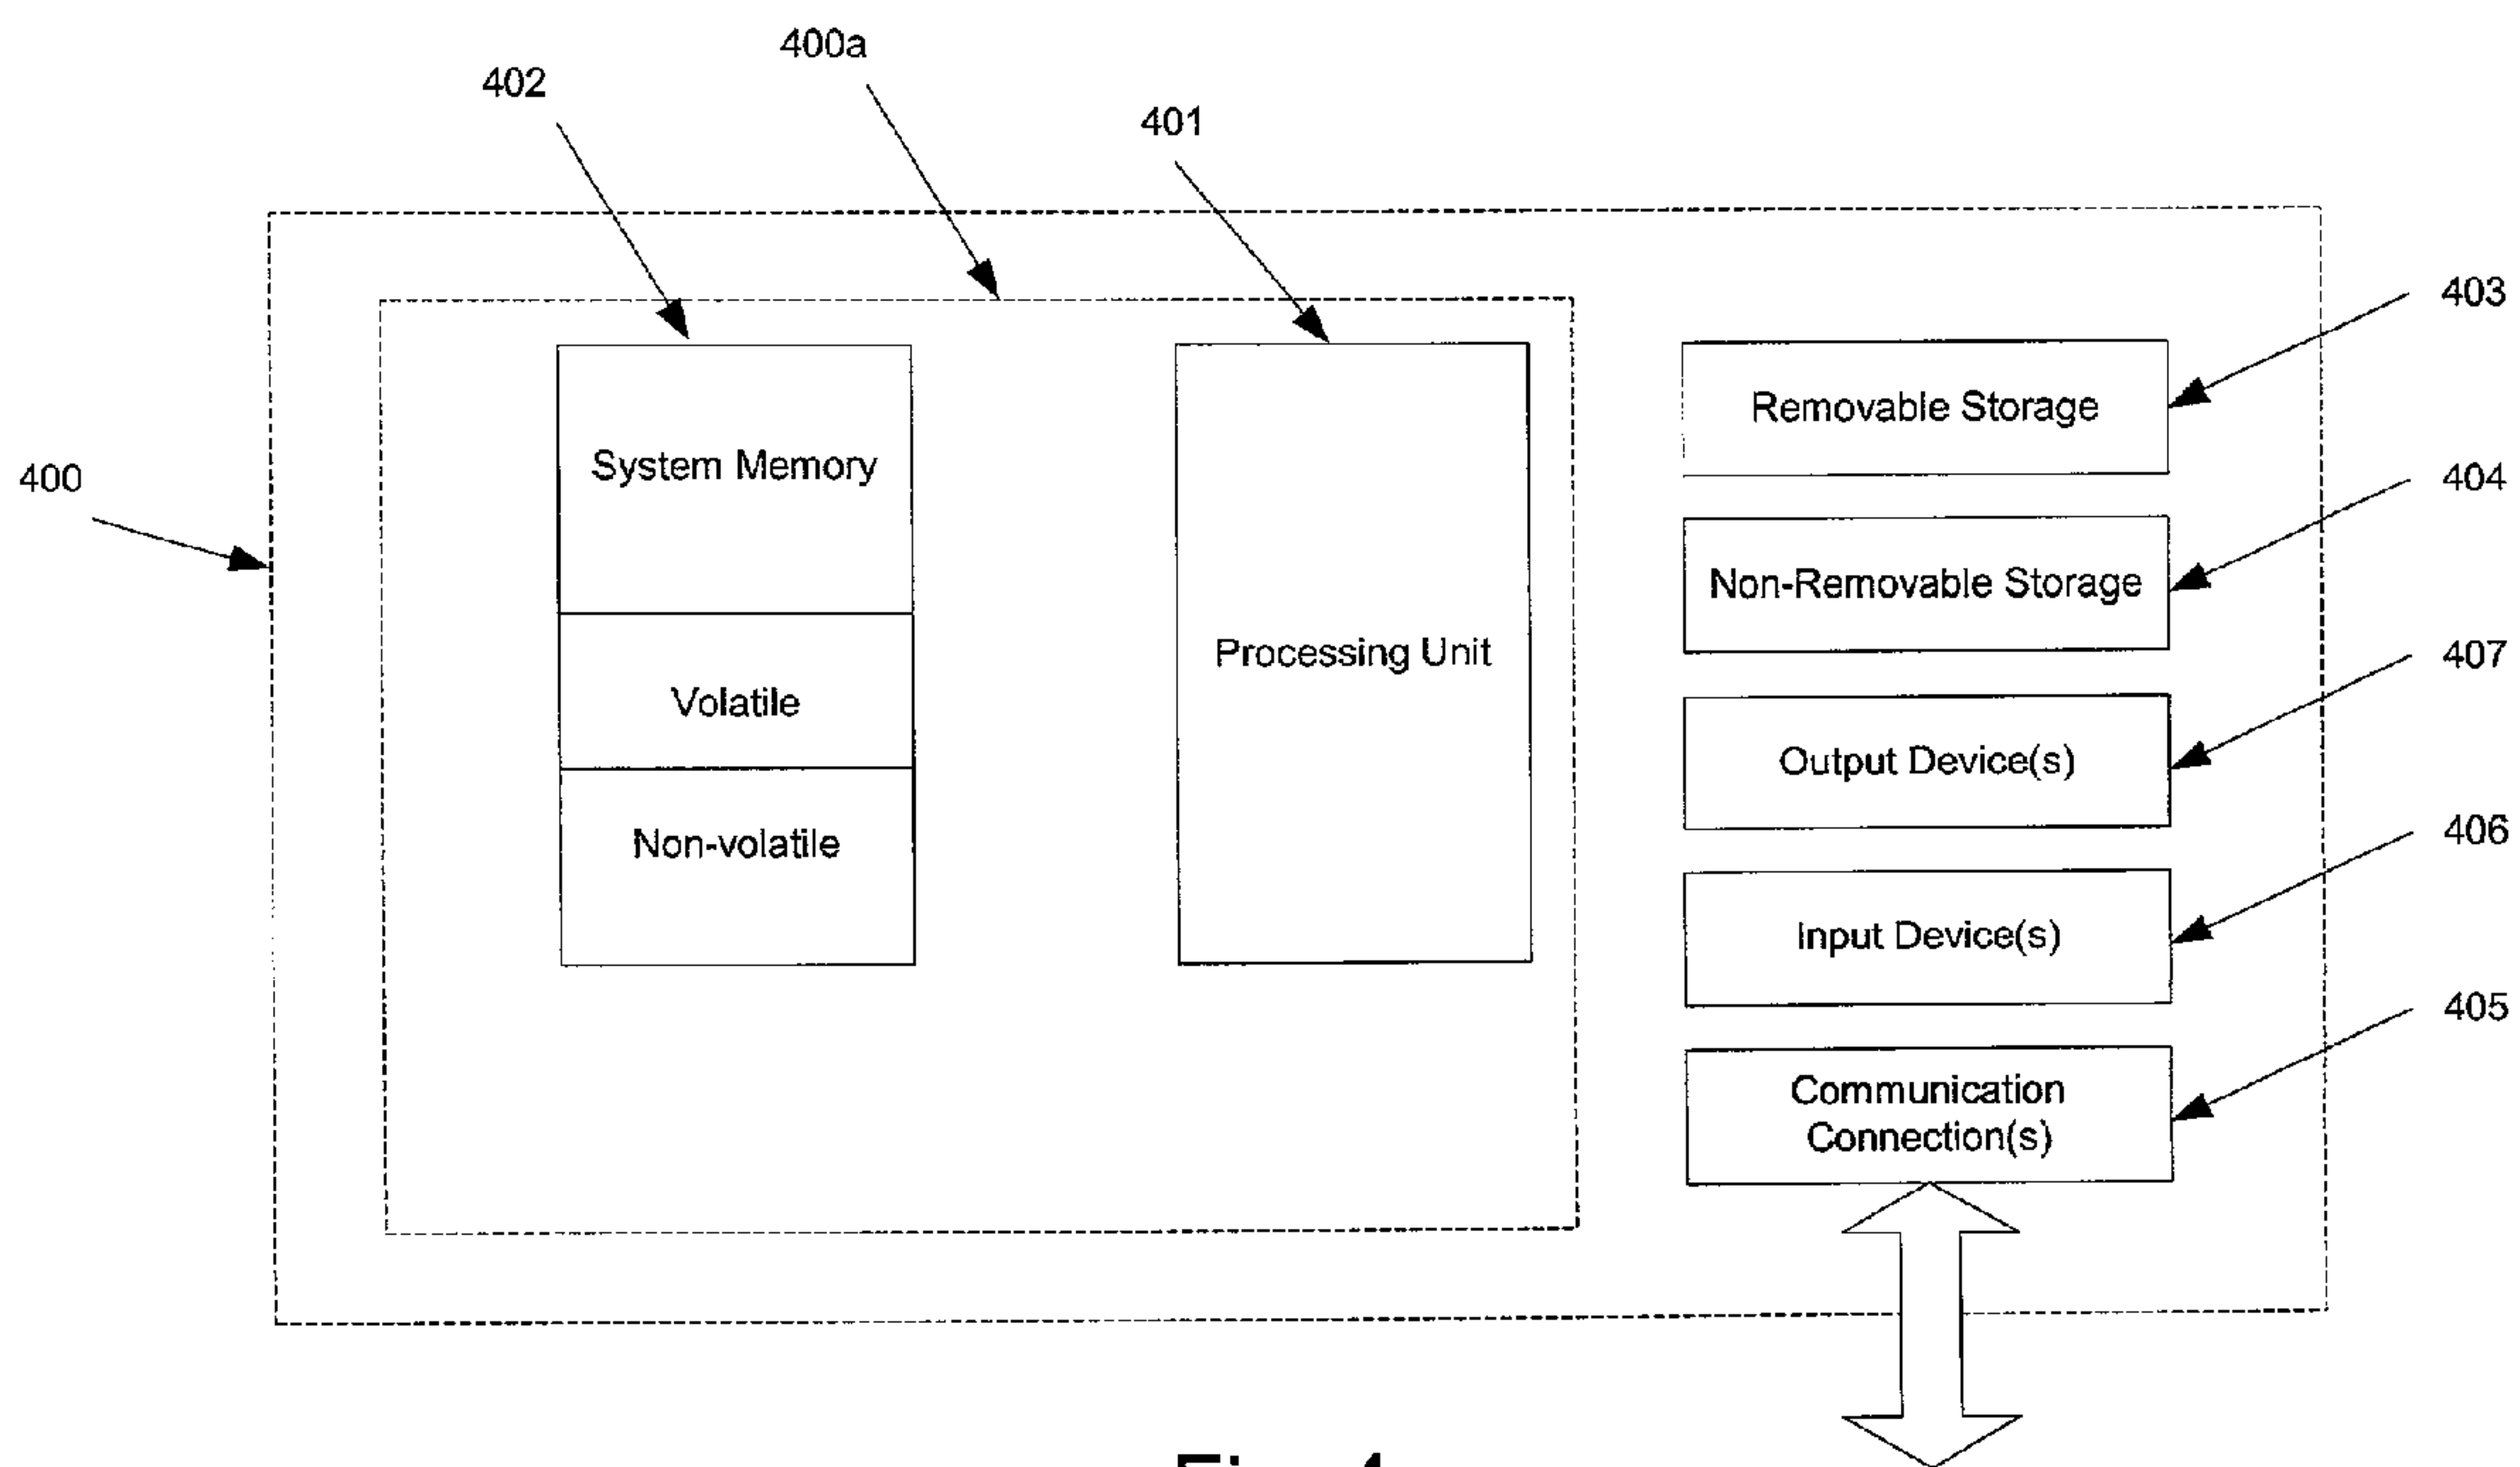 400a
402
401
403
Removable Storage
400
System Memory
404
Non-Removable Storage
Processing Unit
407
Volatile
Output Device(s)
406
Non-volatile
Input Device(s)
405
Communication
Connection(s)